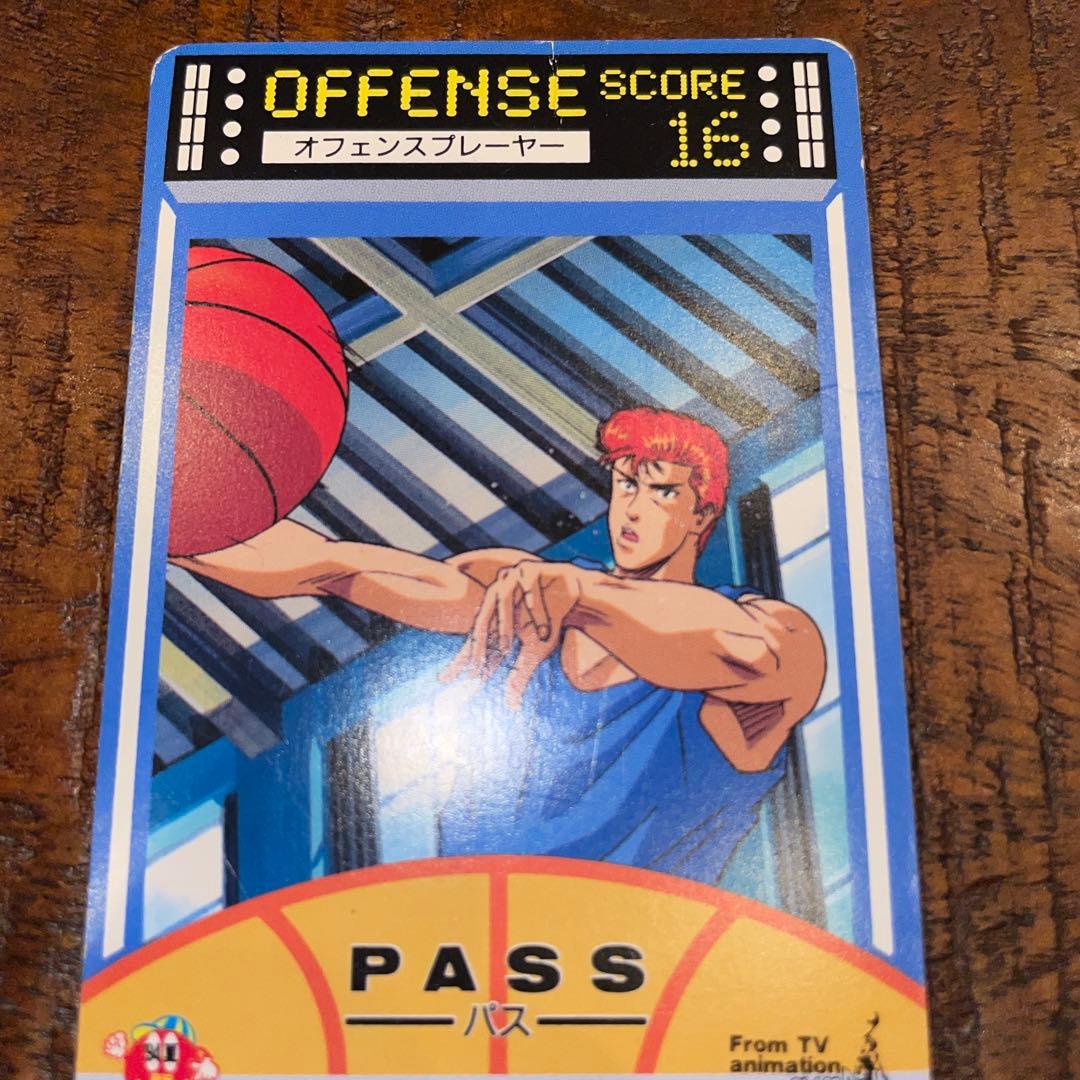 OFFENSE SCORE
オフェンスプレーヤー 16
PASS
パス
From TV
animation